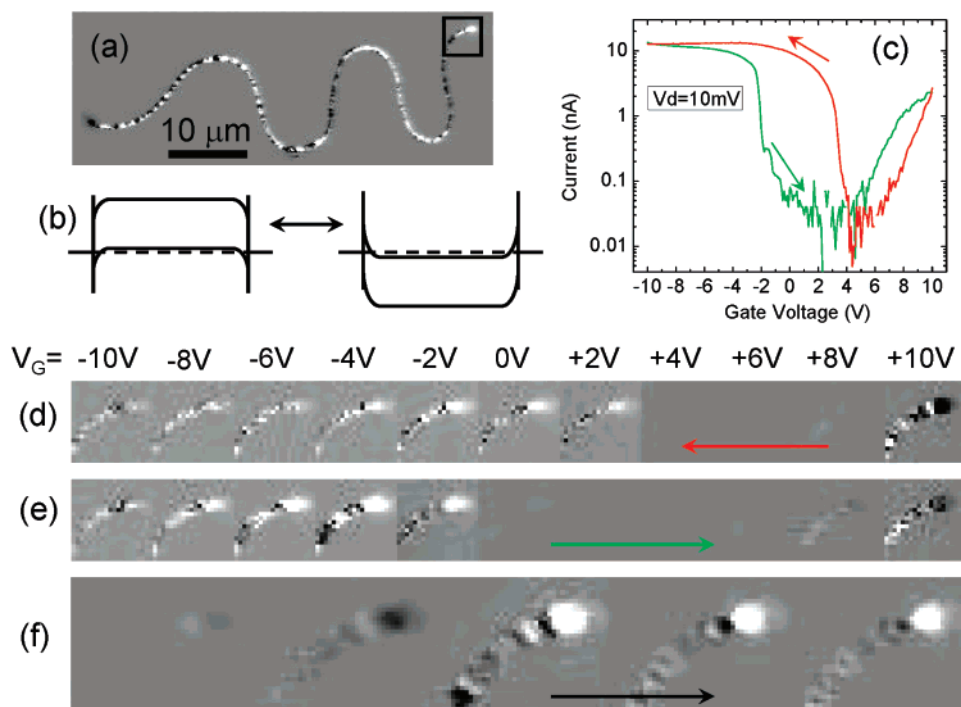 (a)
10 μm
(b)
(c)
Current (nA)
10
1
0.1
0.01
Vd=10mV
-10 -8 -6 -4 -2 0 2 4 6 8 10
Gate Voltage (V)
VG= -10V -8V -6V -4V -2V 0V +2V +4V +6V +8V +10V
(d)
(e)
(f)